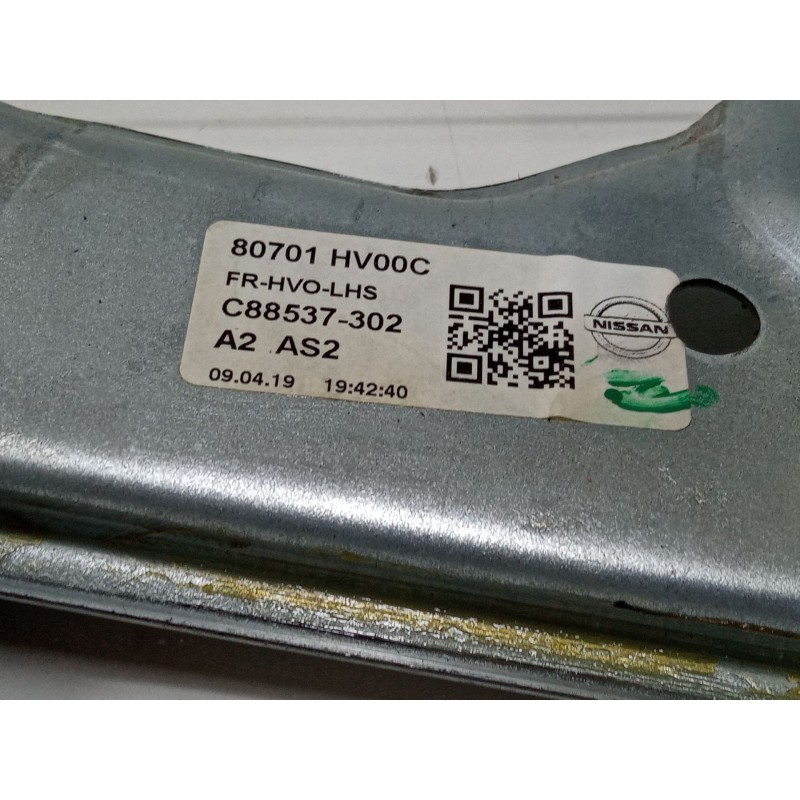 80701 HV00C
FR-HVO-LHS
C88537-302
A2 AS2
09.04.19 19:42:40
NISSAN